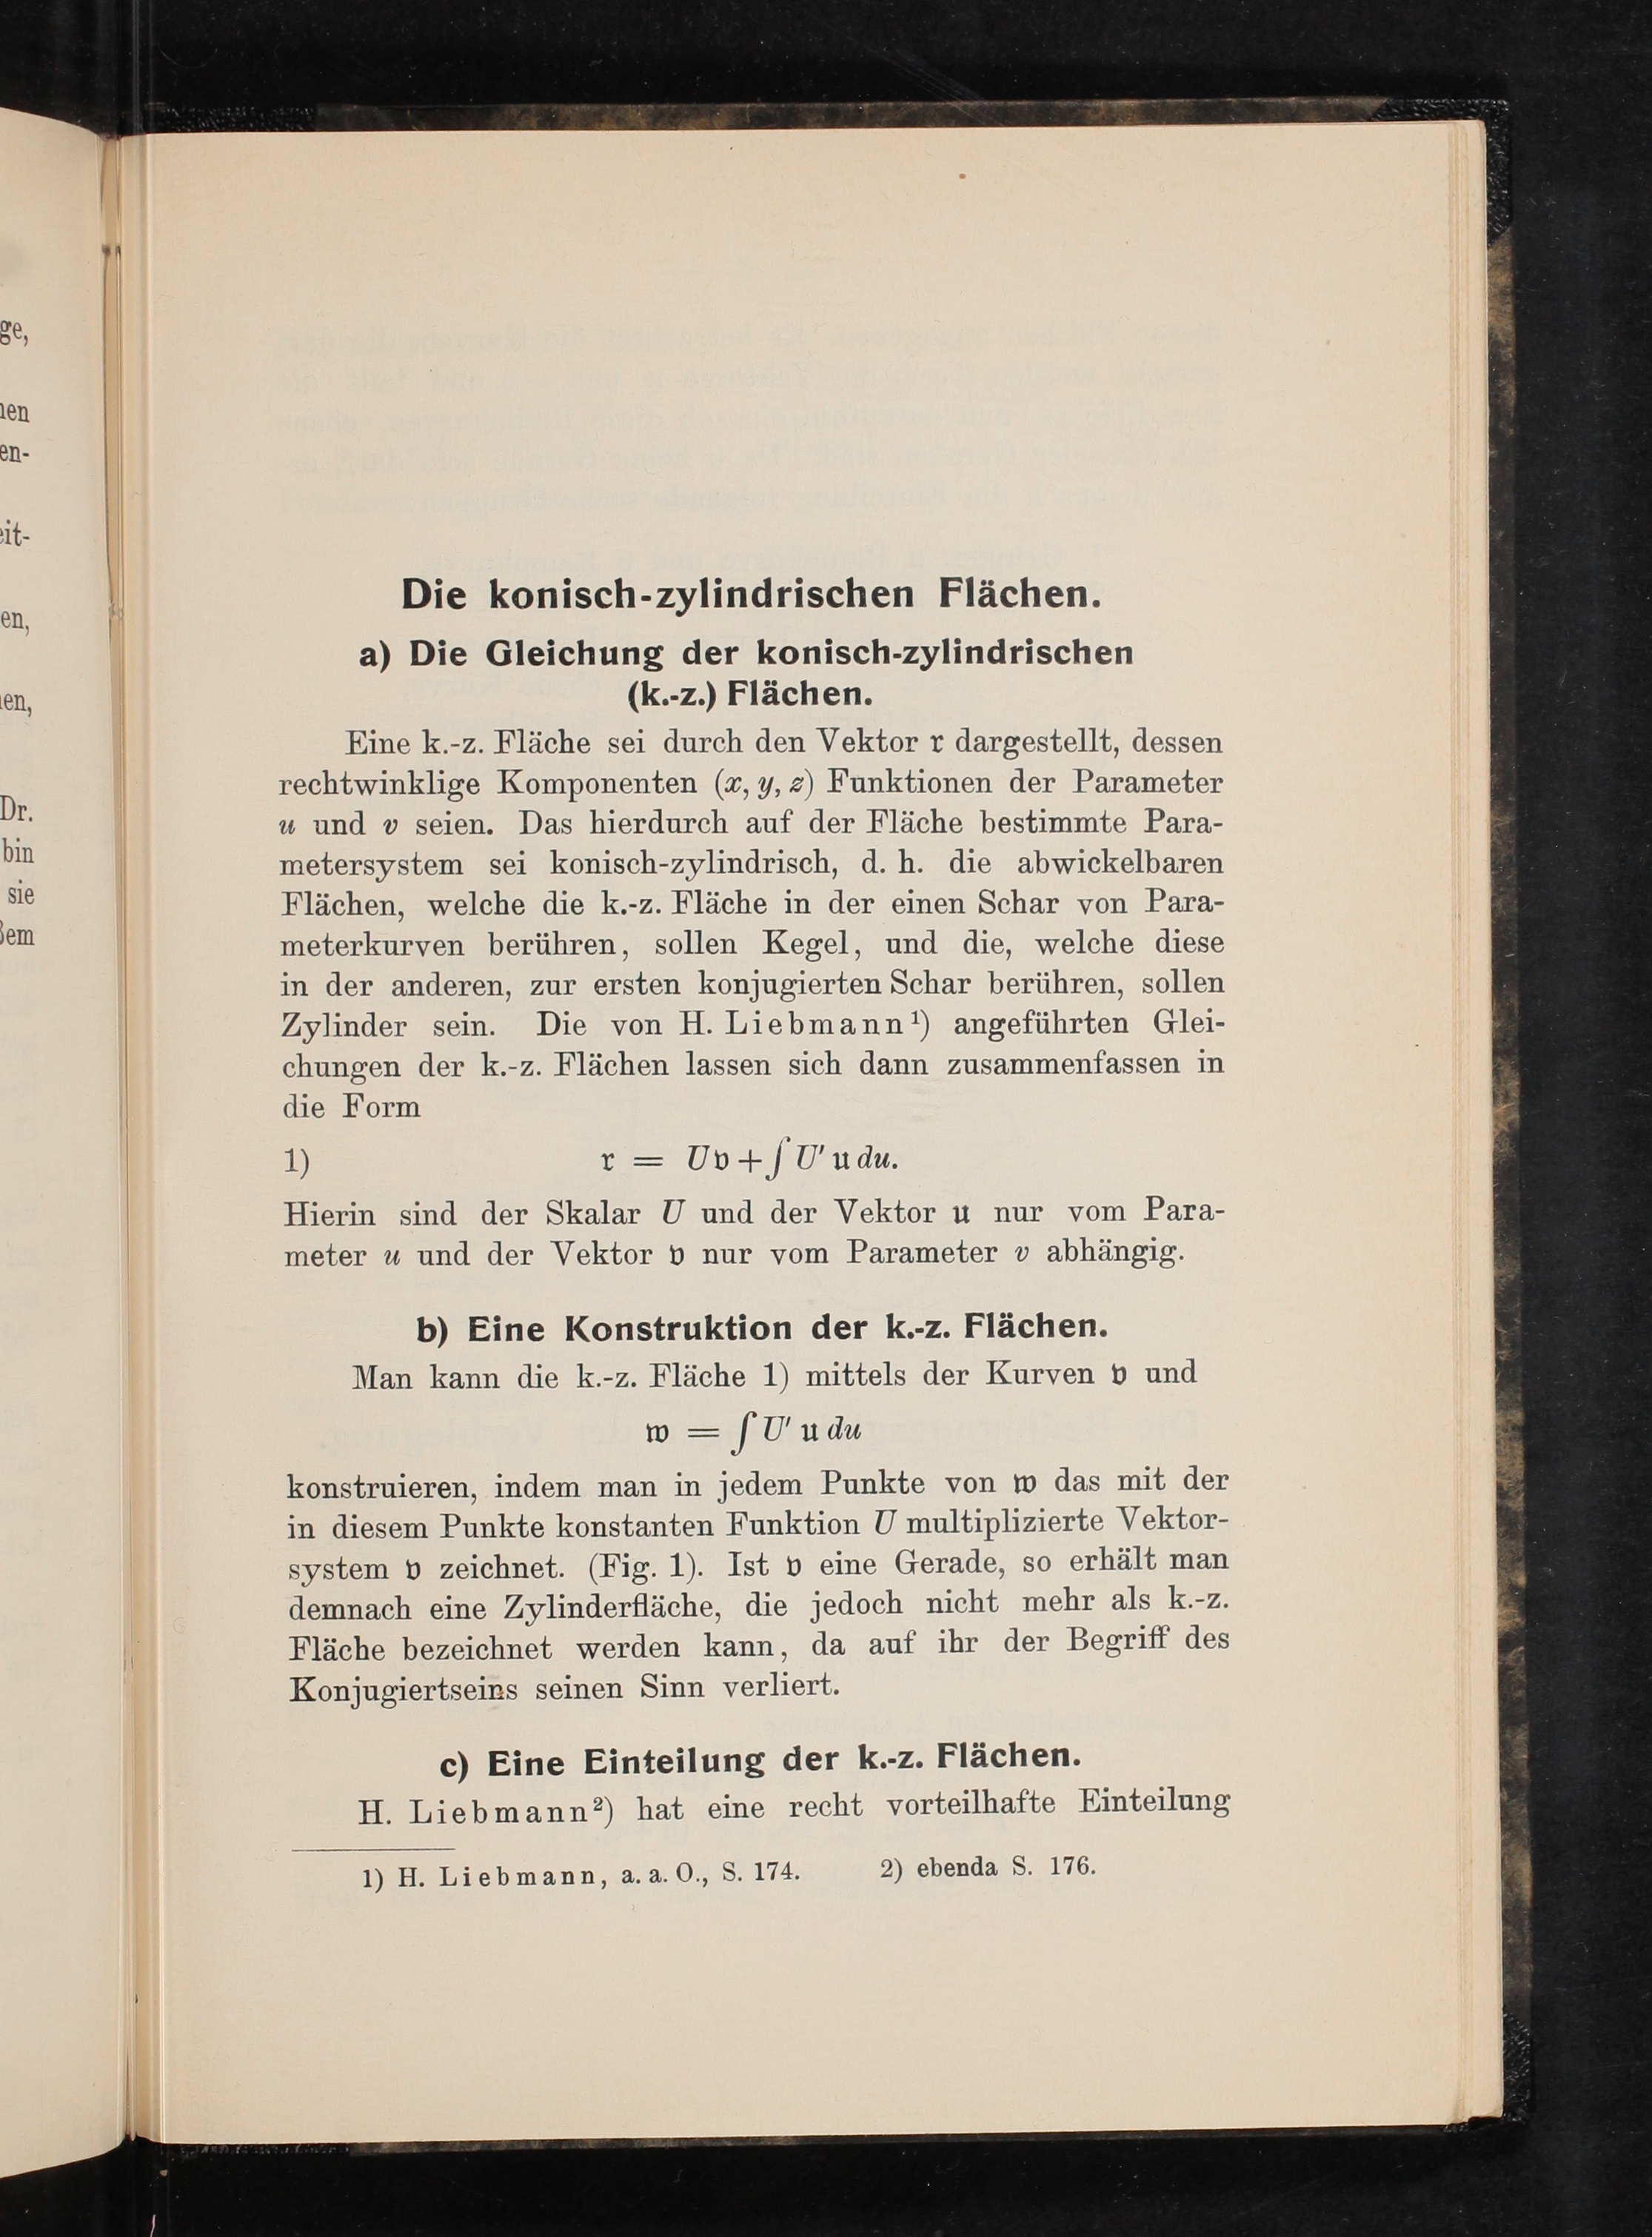 ge,
en-
en,
Dr.
bin
sie
Die konisch-zylindrischen Flächen.
a) Die Gleichung der konisch-zylindrischen
(k.-z.) Flächen.
Eine k.-z. Fläche sei durch den Vektor 𝔯 dargestellt, dessen
rechtwinklige Komponenten (x, y, z) Funktionen der Parameter
u und v seien. Das hierdurch auf der Fläche bestimmte Para-
metersystem sei konisch-zylindrisch, d. h. die abwickelbaren
Flächen, welche die k.-z. Fläche in der einen Schar von Para-
meterkurven berühren, sollen Kegel, und die, welche diese
in der anderen, zur ersten konjugierten Schar berühren, sollen
Zylinder sein. Die von H. Liebmann¹) angeführten Glei-
chungen der k.-z. Flächen lassen sich dann zusammenfassen in
die Form
1) 𝔯 = U𝔳 + ∫ U′ 𝔲 du.
Hierin sind der Skalar U und der Vektor 𝔲 nur vom Para-
meter u und der Vektor 𝔳 nur vom Parameter v abhängig.
b) Eine Konstruktion der k.-z. Flächen.
Man kann die k.-z. Fläche 1) mittels der Kurven 𝔳 und
𝔴 = ∫ U′ 𝔲 du
konstruieren, indem man in jedem Punkte von 𝔴 das mit der
in diesem Punkte konstanten Funktion U multiplizierte Vektor-
system 𝔳 zeichnet. (Fig. 1). Ist 𝔳 eine Gerade, so erhält man
demnach eine Zylinderfläche, die jedoch nicht mehr als k.-z.
Fläche bezeichnet werden kann, da auf ihr der Begriff des
Konjugiertseins seinen Sinn verliert.
c) Eine Einteilung der k.-z. Flächen.
H. Liebmann²) hat eine recht vorteilhafte Einteilung
1) H. Liebmann, a. a. O., S. 174. 2) ebenda S. 176.